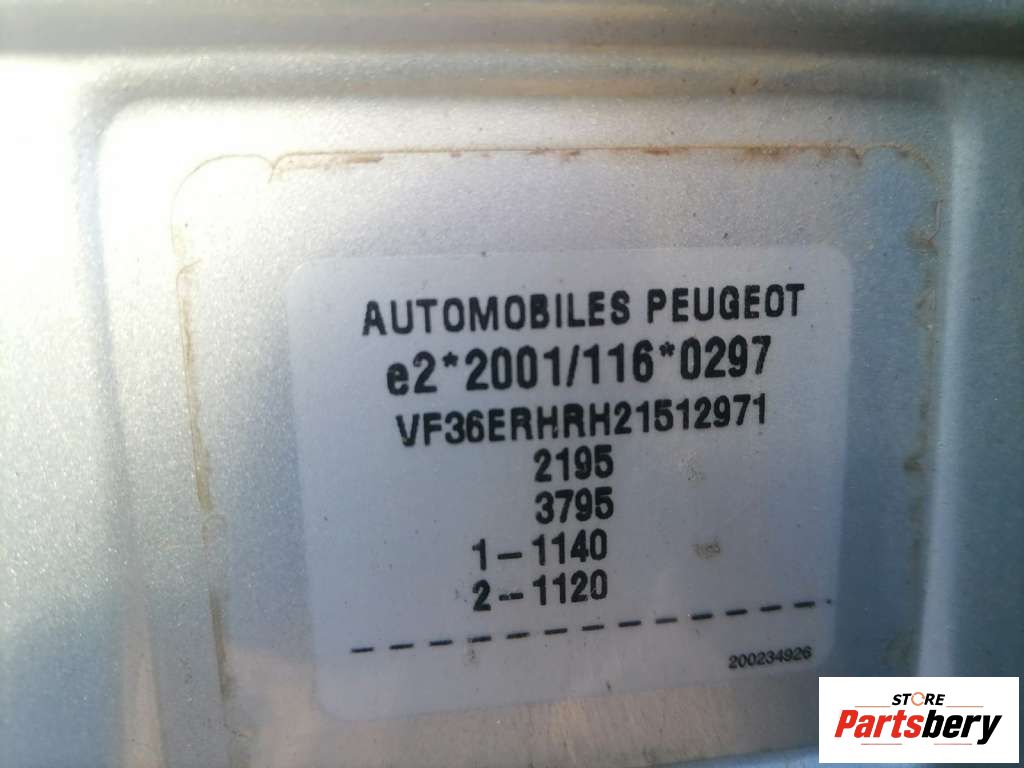 AUTOMOBILES PEUGEOT
e2*2001/116*0297
VF36ERHRH21512971
2195
3795
1-1140
2-1120
200234926
STORE
Partsbery